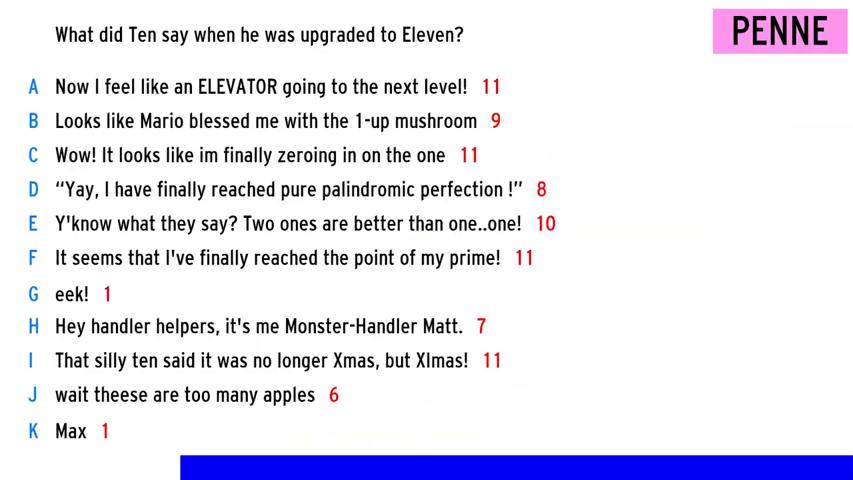 What did Ten say when he was upgraded to Eleven?
PENNE
A Now I feel like an ELEVATOR going to the next level! 11
B Looks like Mario blessed me with the 1-up mushroom 9
C Wow! It looks like im finally zeroing in on the one 11
D “Yay, I have finally reached pure palindromic perfection !” 8
E Y'know what they say? Two ones are better than one..one! 10
F It seems that I've finally reached the point of my prime! 11
G eek! 1
H Hey handler helpers, it's me Monster-Handler Matt. 7
I That silly ten said it was no longer Xmas, but XImas! 11
J wait theese are too many apples 6
K Max 1